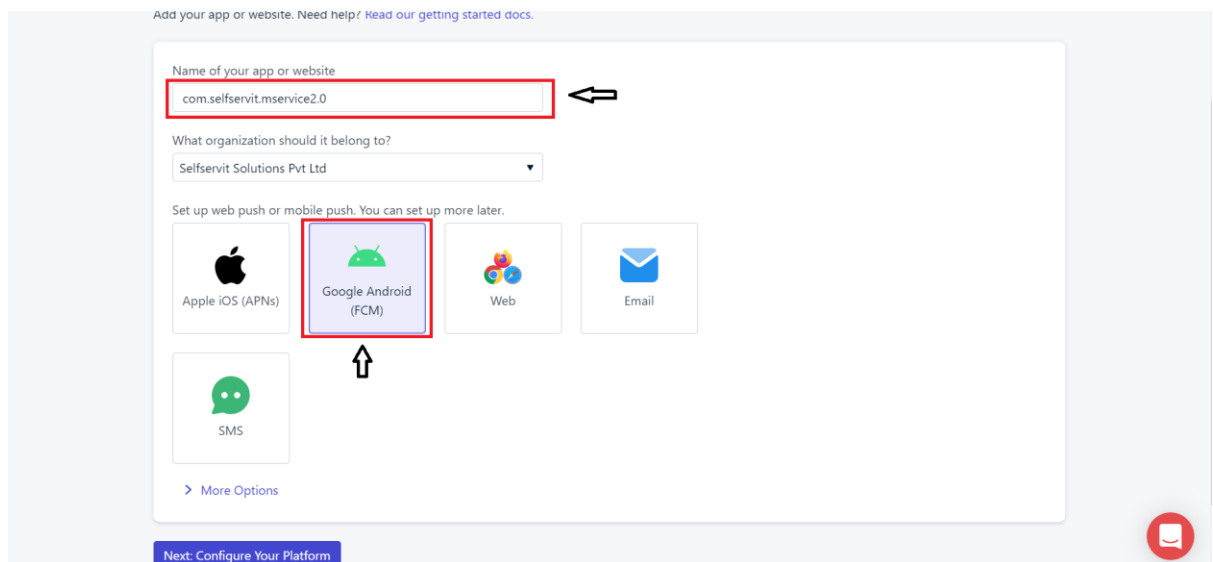 Add your app or website. Need help? Read our getting started docs.
Name of your app or website
com.selfservit.mservice2.0
What organization should it belong to?
Selfservit Solutions Pvt Ltd
Set up web push or mobile push. You can set up more later.
Apple iOS (APNs)
Google Android
(FCM)
Web
Email
SMS
More Options
Next: Configure Your Platform